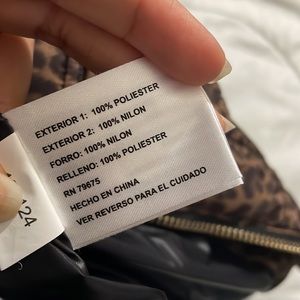 EXTERIOR 1: 100% POLIESTER
EXTERIOR 2: 100% NILON
FORRO: 100% NILON
RELLENO: 100% POLIESTER
RN 79675
HECHO EN CHINA
VER REVERSO PARA EL CUIDADO
124